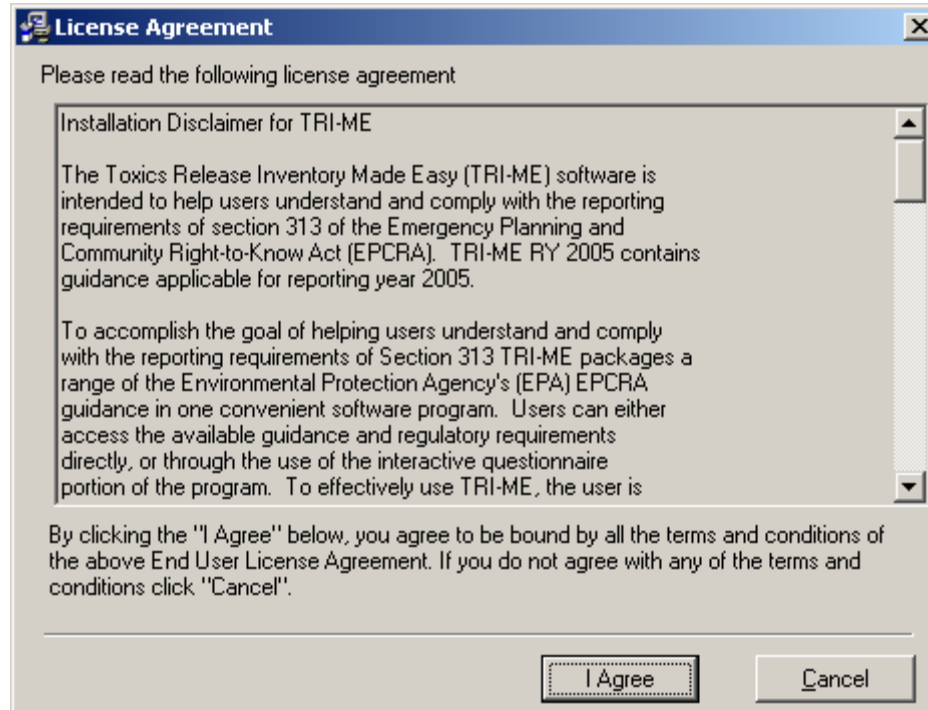 License Agreement
Please read the following license agreement
Installation Disclaimer for TRI-ME
The Toxics Release Inventory Made Easy (TRI-ME) software is
intended to help users understand and comply with the reporting
requirements of section 313 of the Emergency Planning and
Community Right-to-Know Act (EPCRA).  TRI-ME RY 2005 contains
guidance applicable for reporting year 2005.
To accomplish the goal of helping users understand and comply
with the reporting requirements of Section 313 TRI-ME packages a
range of the Environmental Protection Agency's (EPA) EPCRA
guidance in one convenient software program.  Users can either
access the available guidance and regulatory requirements
directly, or through the use of the interactive questionnaire
portion of the program.  To effectively use TRI-ME, the user is
By clicking the "I Agree" below, you agree to be bound by all the terms and conditions of
the above End User License Agreement. If you do not agree with any of the terms and
conditions click "Cancel".
I Agree
Cancel